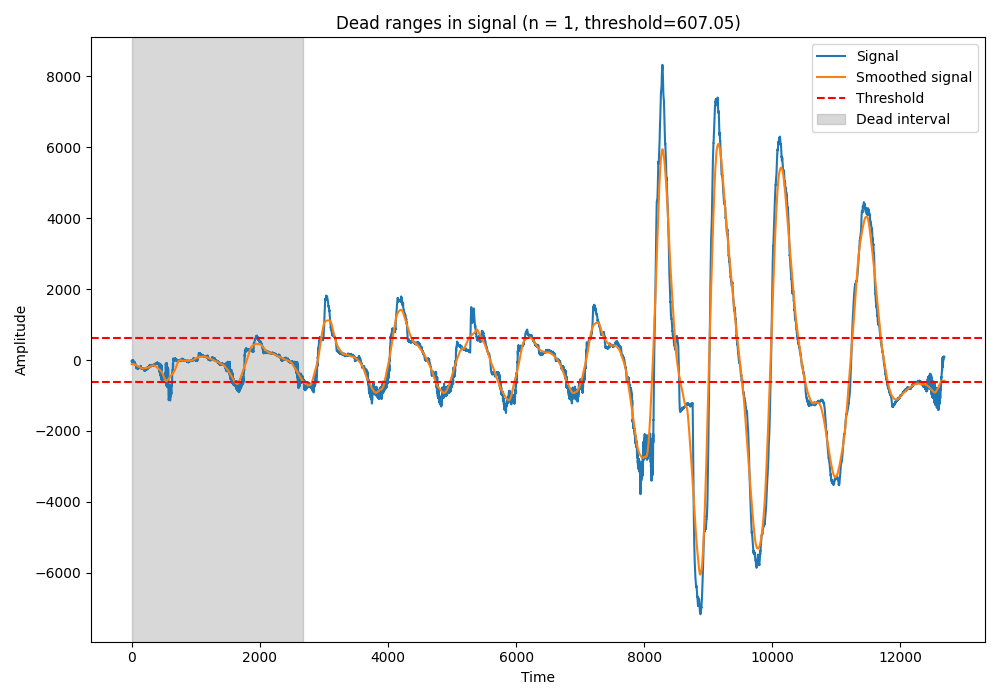 Dead ranges in signal (n = 1, threshold=607.05)
Signal
Smoothed signal
Threshold
Dead interval
Amplitude
8000
6000
4000
2000
0
−2000
−4000
−6000
0
2000
4000
6000
8000
10000
12000
Time